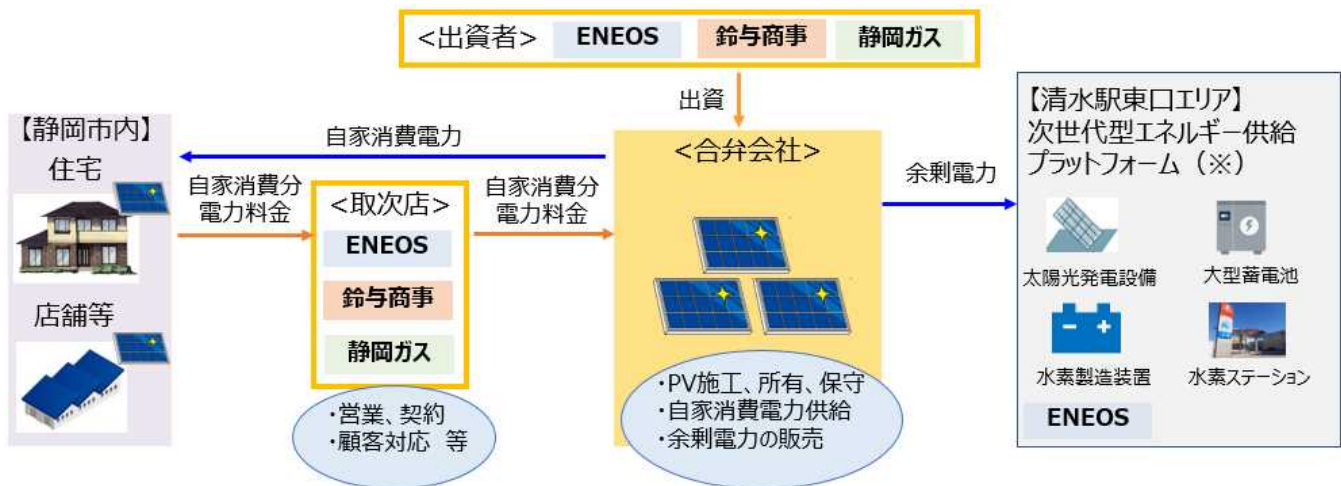 <出資者> ENEOS 鈴与商事 静岡ガス
出資
【静岡市内】
住宅
店舗等
自家消費電力
自家消費分
電力料金
<取次店>
ENEOS
鈴与商事
静岡ガス
・営業、契約
・顧客対応 等
自家消費分
電力料金
<合弁会社>
・PV施工、所有、保守
・自家消費電力供給
・余剰電力の販売
余剰電力
【清水駅東口エリア】
次世代型エネルギー供給
プラットフォーム（※）
太陽光発電設備
大型蓄電池
水素製造装置
水素ステーション
ENEOS